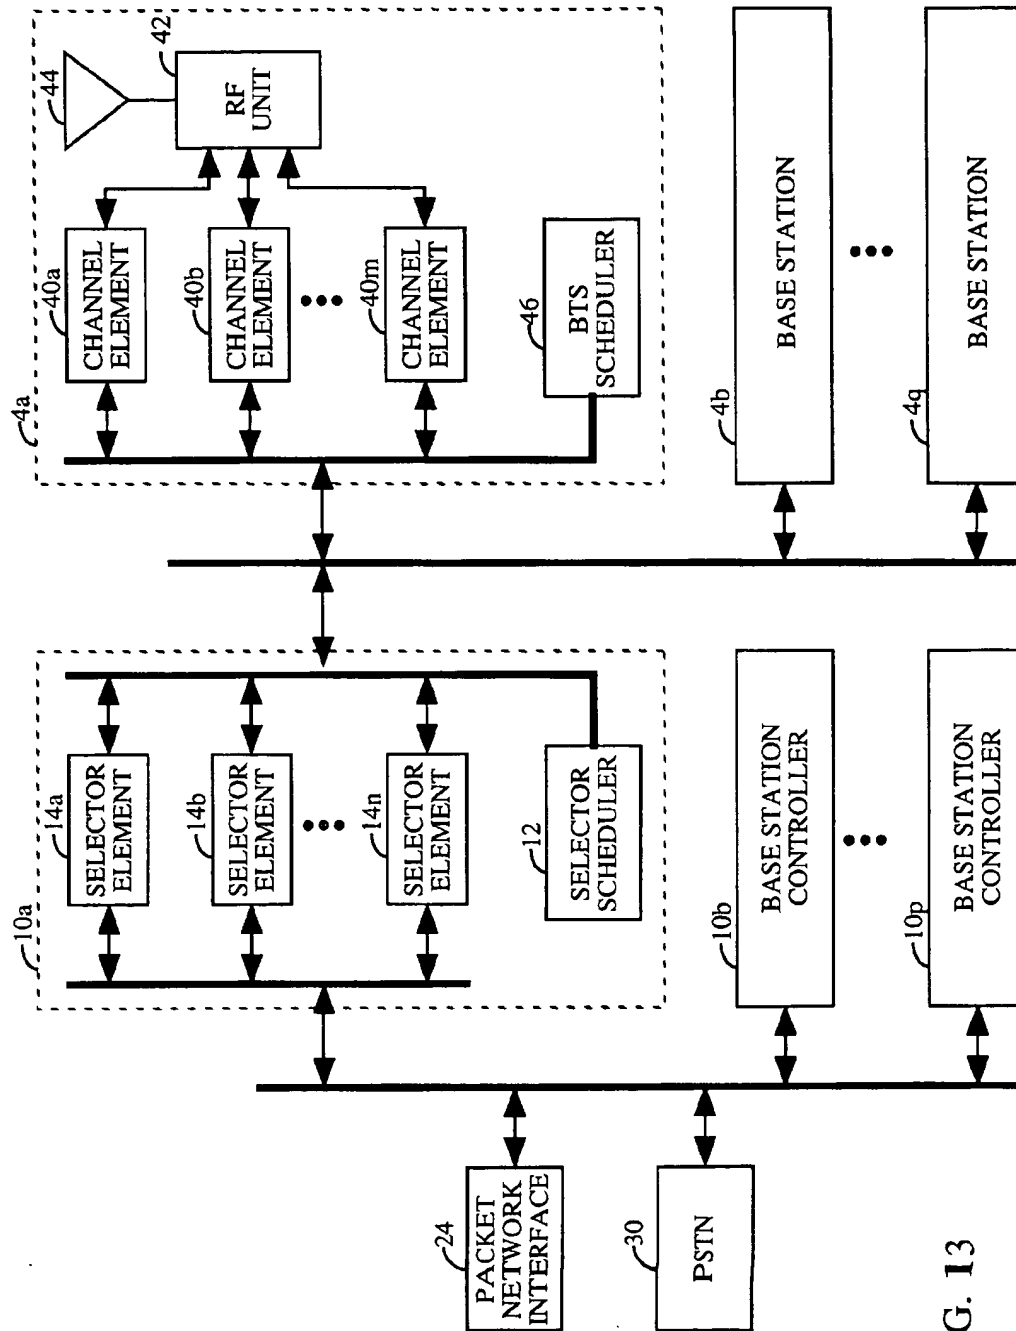 4a
40a
CHANNEL
ELEMENT
40b
CHANNEL
ELEMENT
40m
CHANNEL
ELEMENT
44
42
RF
UNIT
46
BTS
SCHEDULER
4b
BASE STATION
4q
BASE STATION
10a
14a
SELECTOR
ELEMENT
14b
SELECTOR
ELEMENT
14n
SELECTOR
ELEMENT
12
SELECTOR
SCHEDULER
10b
BASE STATION
CONTROLLER
10p
BASE STATION
CONTROLLER
24
PACKET
NETWORK
INTERFACE
30
PSTN
G. 13